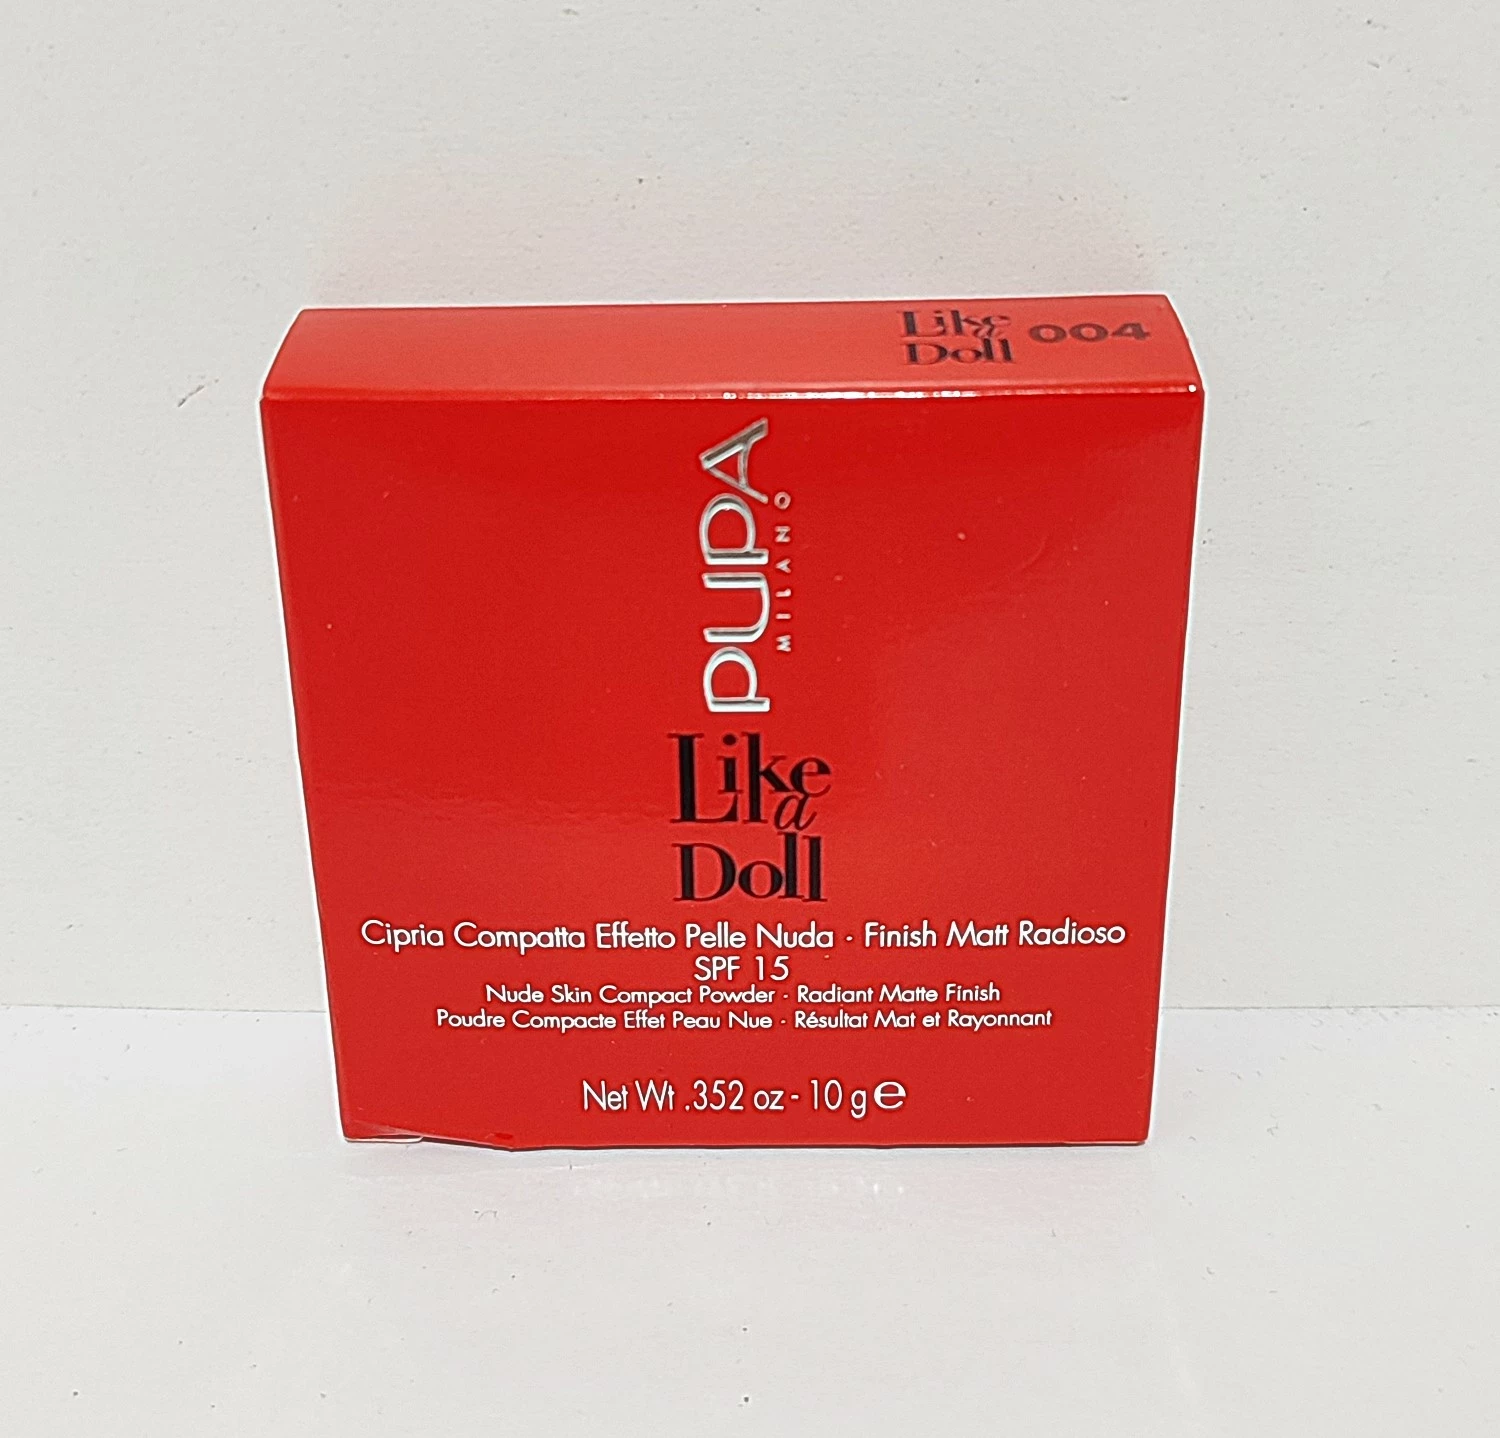 Like
a
Doll 004
PUPA
MILANO
Like
a
Doll
Cipria Compatta Effetto Pelle Nuda · Finish Matt Radioso
SPF 15
Nude Skin Compact Powder · Radiant Matte Finish
Poudre Compacte Effet Peau Nue · Résultat Mat et Rayonnant
Net Wt .352 oz - 10 g e